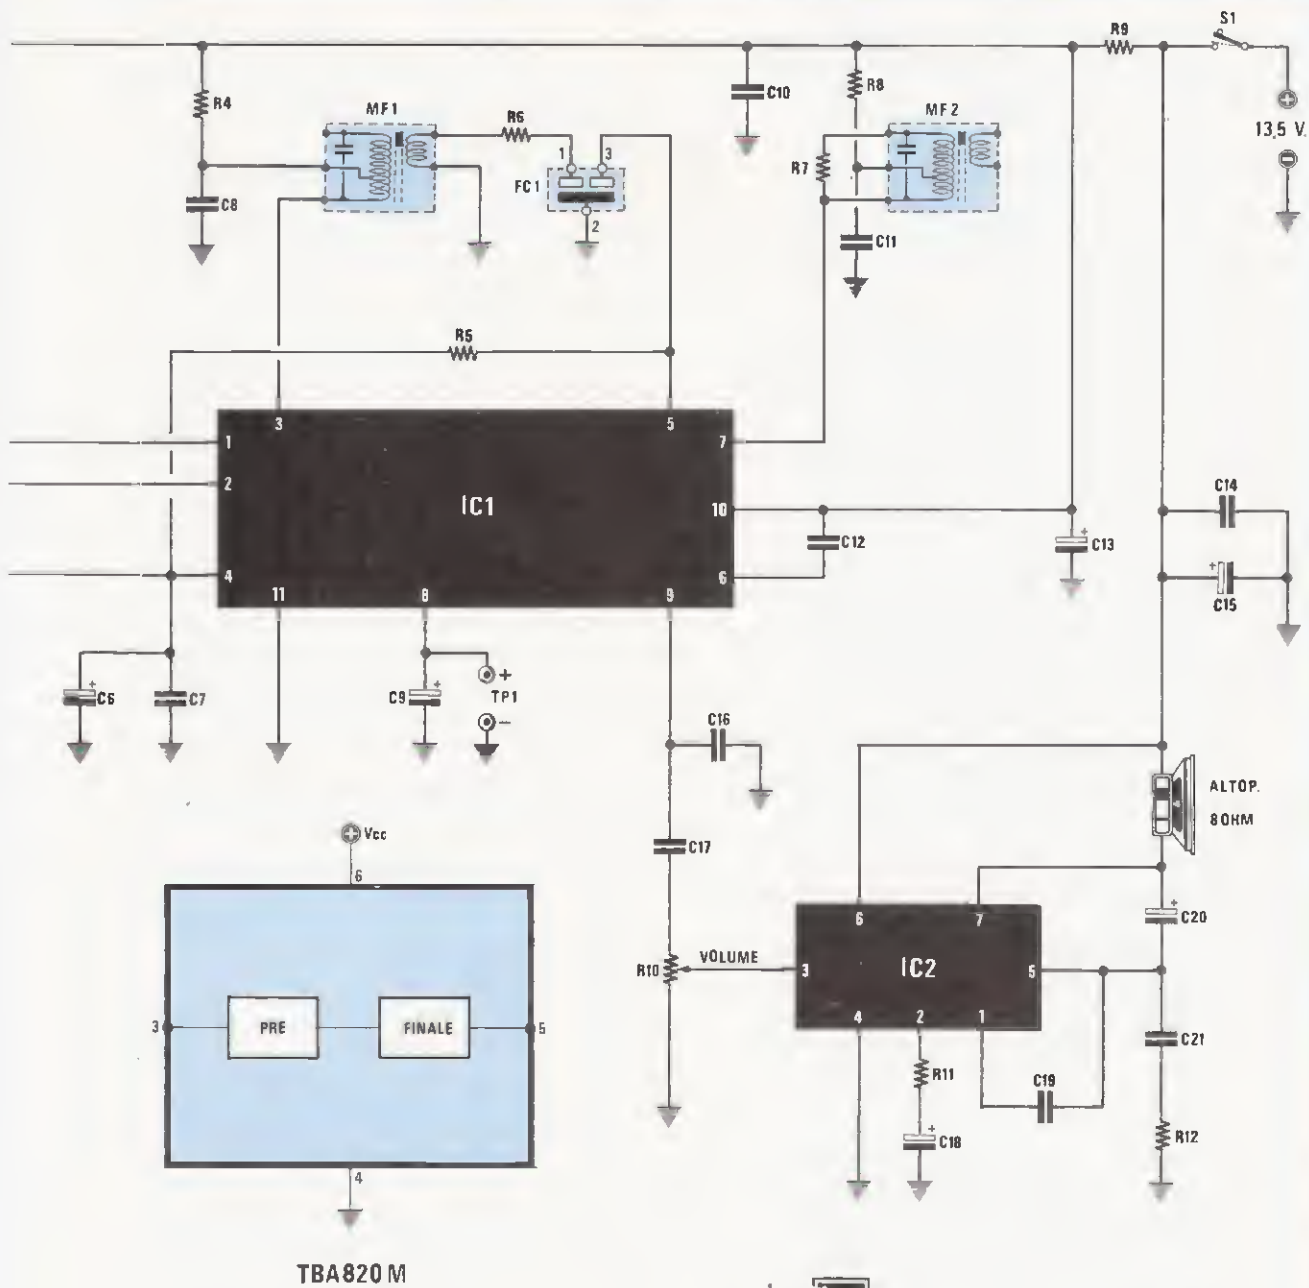 S1
R9
13,5 V.
R4
MF1
R6
1
3
FC1
2
C8
C10
R8
MF2
R7
C11
R5
3
5
1
7
2
IC1
10
C12
C13
C14
4
6
C15
11
8
9
C6
+
C7
C9
+
+
TP1
-
C16
ALTOP.
8 OHM
Vcc
6
C17
C20
R10
VOLUME
6
7
3
IC2
5
4
2
1
C21
3
PRE
FINALE
5
R11
C19
C18
R12
4
TBA820M